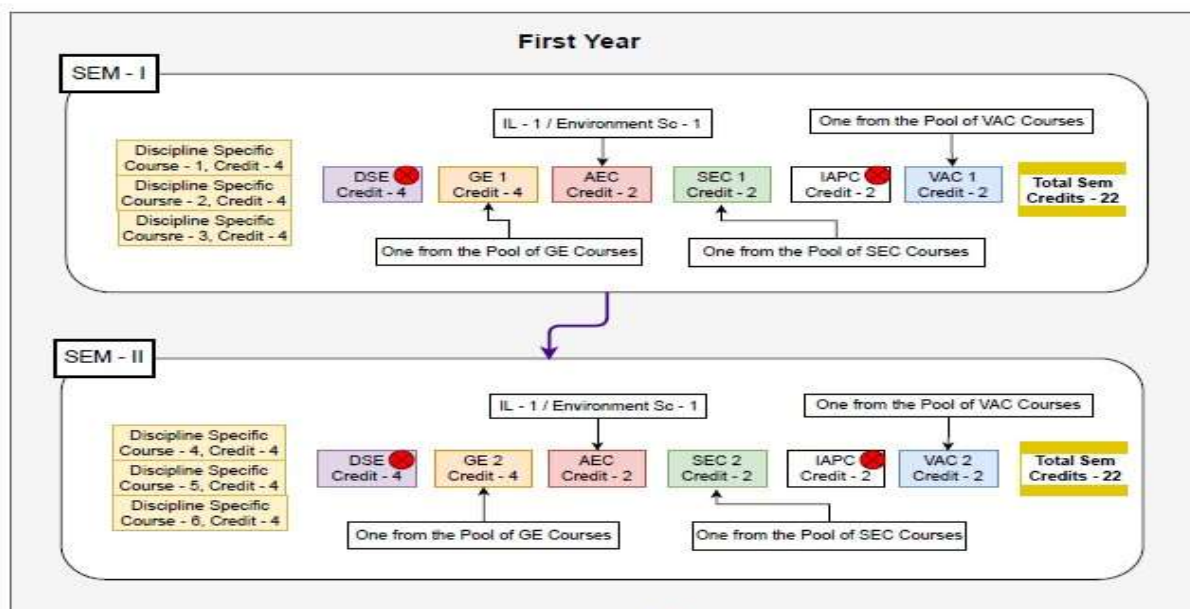 First Year
SEM - I
IL - 1 / Environment Sc - 1
One from the Pool of VAC Courses
Discipline Specific
Course - 1, Credit - 4
Discipline Specific
Coursre - 2, Credit - 4
Discipline Specific
Coursre - 3, Credit - 4
DSE
Credit - 4
GE 1
Credit - 4
AEC
Credit - 2
SEC 1
Credit - 2
IAPC
Credit - 2
VAC 1
Credit - 2
Total Sem
Credits - 22
One from the Pool of GE Courses
One from the Pool of SEC Courses
SEM - II
IL - 1 / Environment Sc - 1
One from the Pool of VAC Courses
Discipline Specific
Course - 4, Credit - 4
Discipline Specific
Course - 5, Credit - 4
Discipline Specific
Course - 6, Credit - 4
DSE
Credit - 4
GE 2
Credit - 4
AEC
Credit - 2
SEC 2
Credit - 2
IAPC
Credit - 2
VAC 2
Credit - 2
Total Sem
Credits - 22
One from the Pool of GE Courses
One from the Pool of SEC Courses